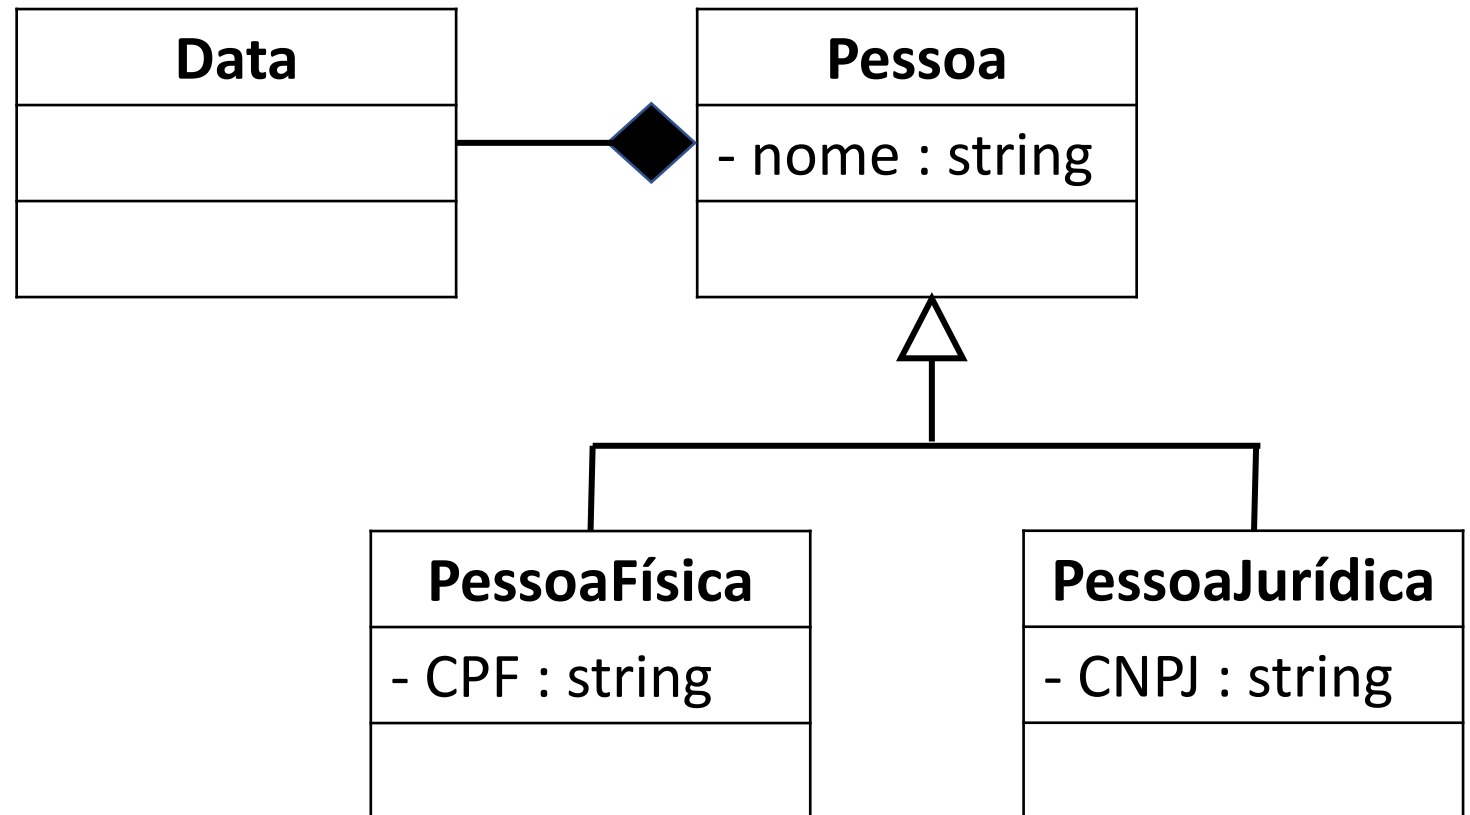 Data
Pessoa
- nome : string
PessoaFísica
PessoaJurídica
- CPF : string
- CNPJ : string